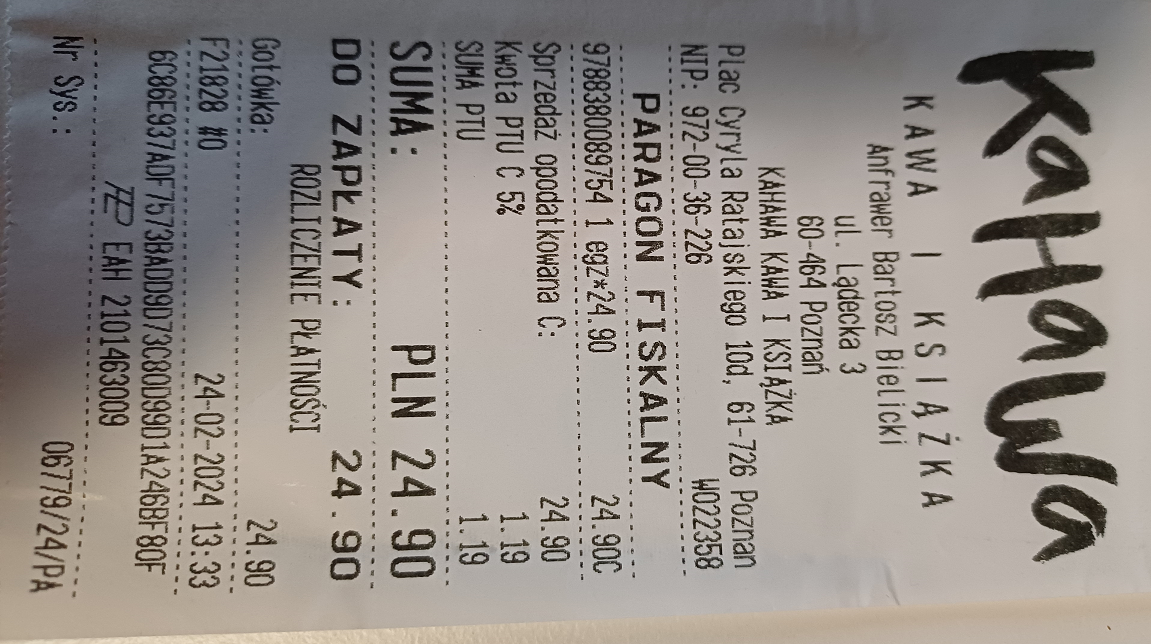 KaHaWa
KAWA I KSIĄŻKA
Anfrawer Bartosz Bielicki
ul. Lądecka 3
60-464 Poznań
KAHAWA KAWA I KSIĄŻKA
Plac Cyryla Ratajskiego 10d, 61-726 Poznan
NIP: 972-00-36-226 W022358
PARAGON FISKALNY
9788380089754 1 egz*24.90 24.90C
Sprzedaż opodatkowana C: 24.90
Kwota PTU C 5% 1.19
SUMA PTU 1.19
SUMA: PLN 24.90
DO ZAPŁATY: 24.90
ROZLICZENIE PŁATNOŚCI
Gotówka: 24.90
F21828 #0 24-02-2024 13:33
6C86E937ADF7573BADD9D73C80D99D1A246BF80F
EAH 2101463009
Nr Sys.: 06779/24/PA